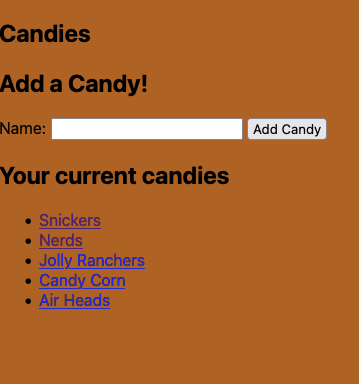 Candies
Add a Candy!
Name: Add Candy
Your current candies
Snickers
Nerds
Jolly Ranchers
Candy Corn
Air Heads